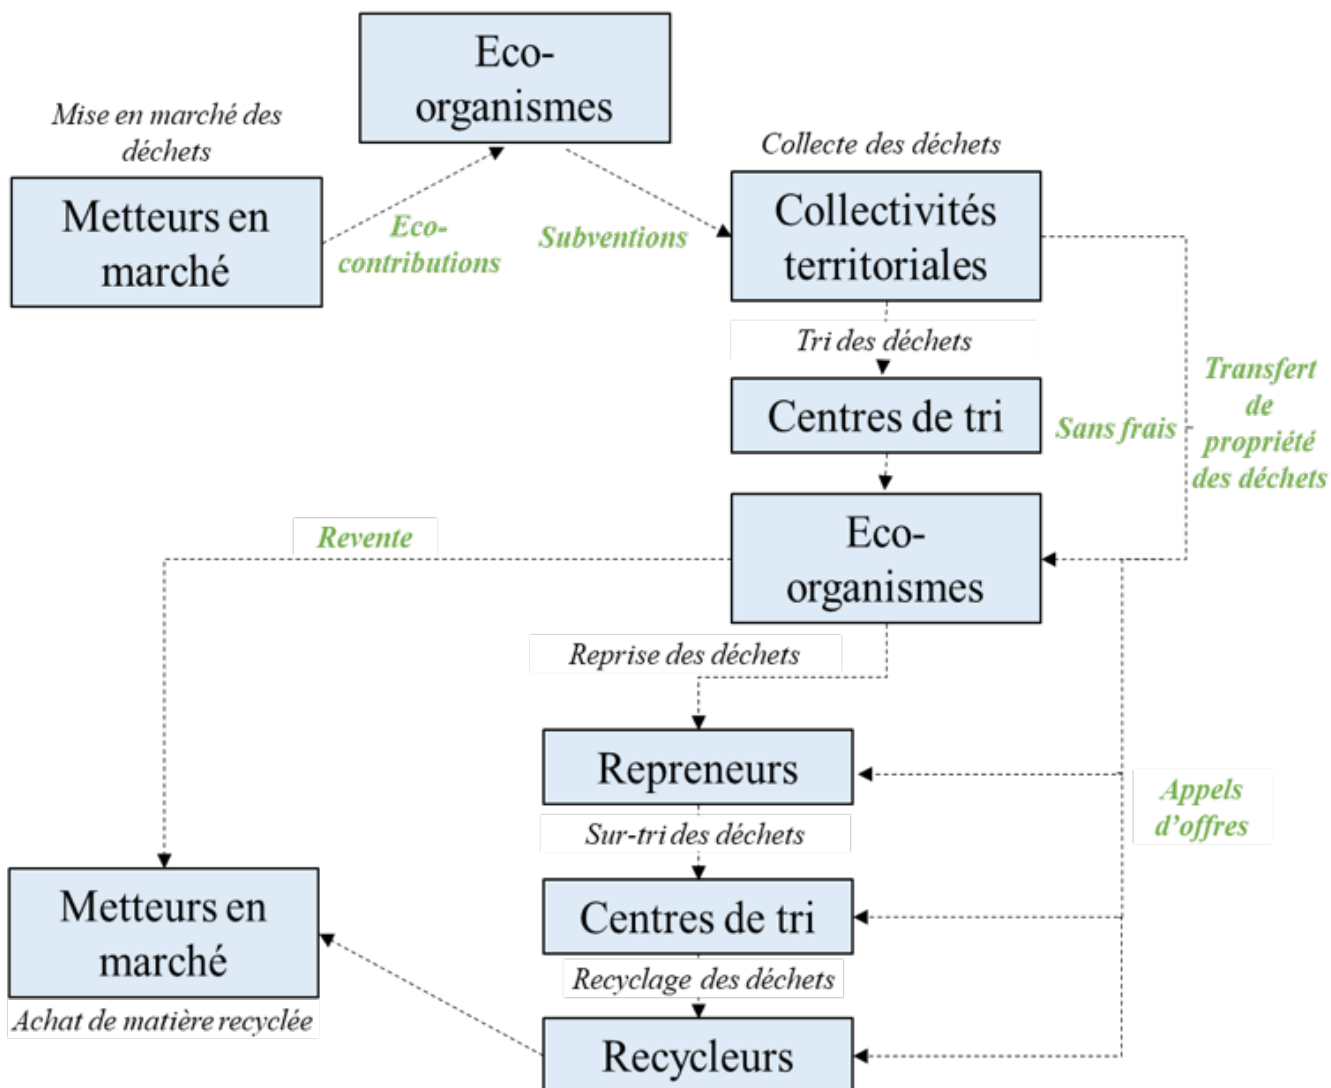 Eco-
organismes
Mise en marché des
déchets
Collecte des déchets
Metteurs en
marché
Eco-
contributions
Subventions
Collectivités
territoriales
Tri des déchets
Centres de tri
Sans frais
Transfert
de
propriété
des déchets
Revente
Eco-
organismes
Reprise des déchets
Repreneurs
Appels
d’offres
Sur-tri des déchets
Metteurs en
marché
Centres de tri
Recyclage des déchets
Achat de matière recyclée
Recycleurs